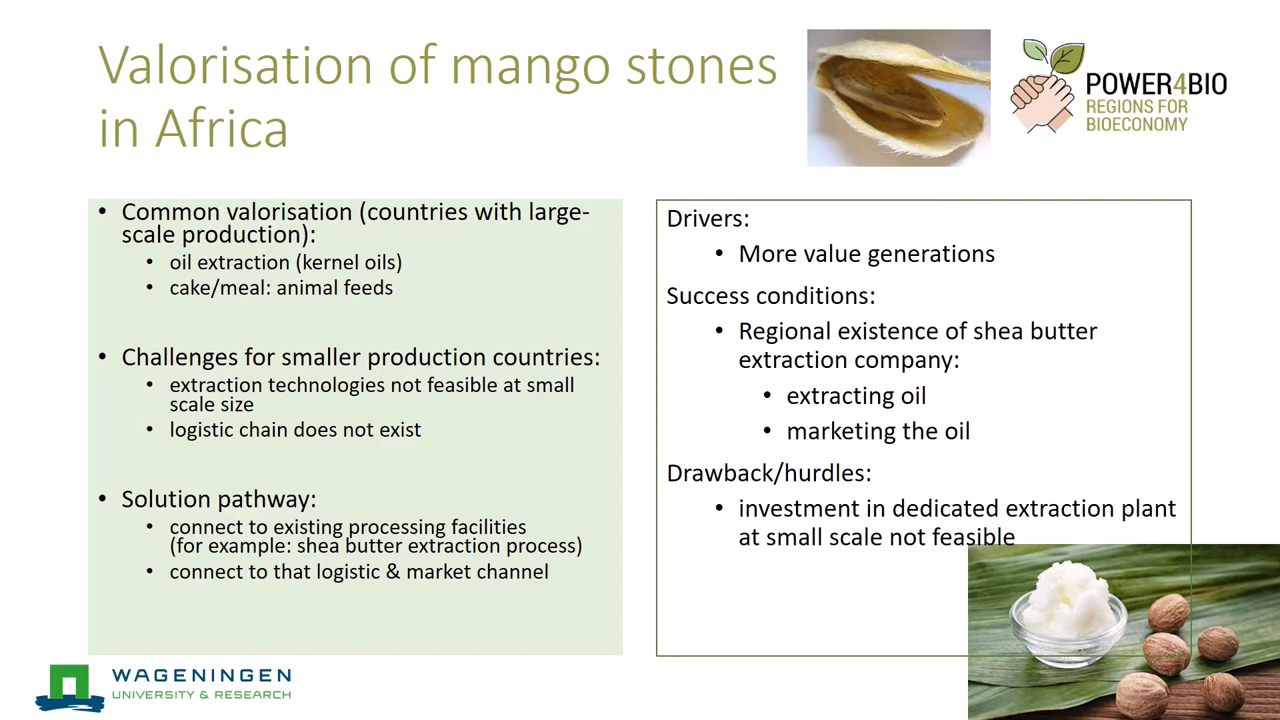 Valorisation of mango stones
in Africa
POWER4BIO
REGIONS FOR
BIOECONOMY
• Common valorisation (countries with large-
scale production):
• oil extraction (kernel oils)
• cake/meal: animal feeds
• Challenges for smaller production countries:
• extraction technologies not feasible at small
scale size
• logistic chain does not exist
• Solution pathway:
• connect to existing processing facilities
(for example: shea butter extraction process)
• connect to that logistic & market channel
Drivers:
• More value generations
Success conditions:
• Regional existence of shea butter
extraction company:
• extracting oil
• marketing the oil
Drawback/hurdles:
• investment in dedicated extraction plant
at small scale not feasible
WAGENINGEN
UNIVERSITY & RESEARCH